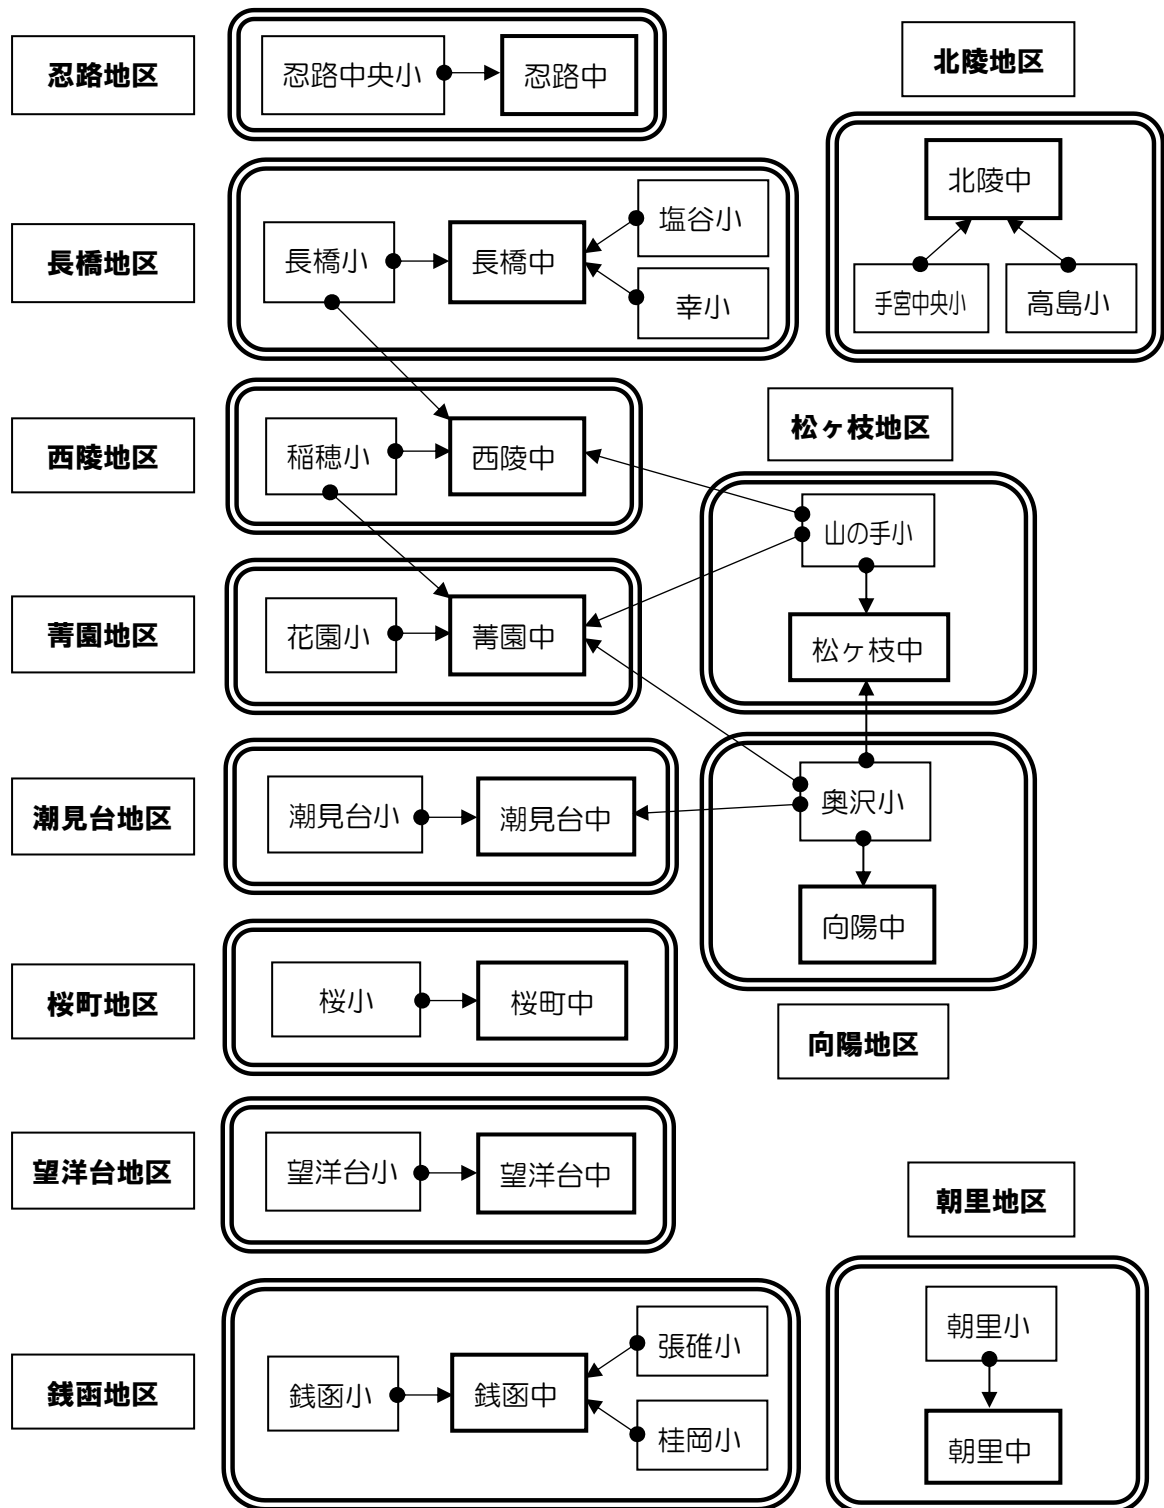 忍路地区
忍路中央小
忍路中
北陵地区
北陵中
手宮中央小
高島小
長橋地区
長橋小
長橋中
塩谷小
幸小
西陵地区
稲穂小
西陵中
松ヶ枝地区
山の手小
松ヶ枝中
菁園地区
花園小
菁園中
潮見台地区
潮見台小
潮見台中
奥沢小
向陽中
向陽地区
桜町地区
桜小
桜町中
望洋台地区
望洋台小
望洋台中
朝里地区
朝里小
朝里中
銭函地区
銭函小
銭函中
張碓小
桂岡小